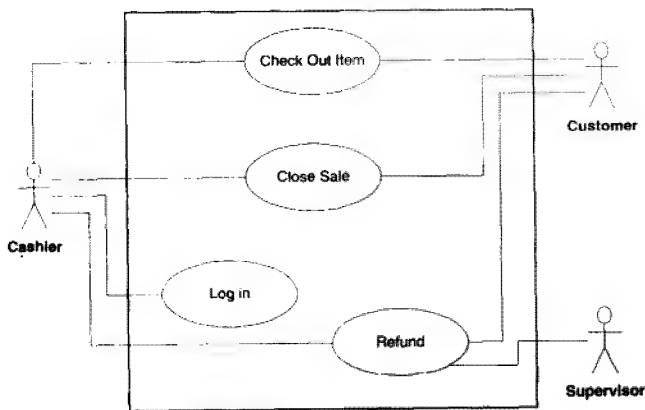 Check Out Item
Customer
Close Sale
Cashier
Log in
Refund
Supervisor